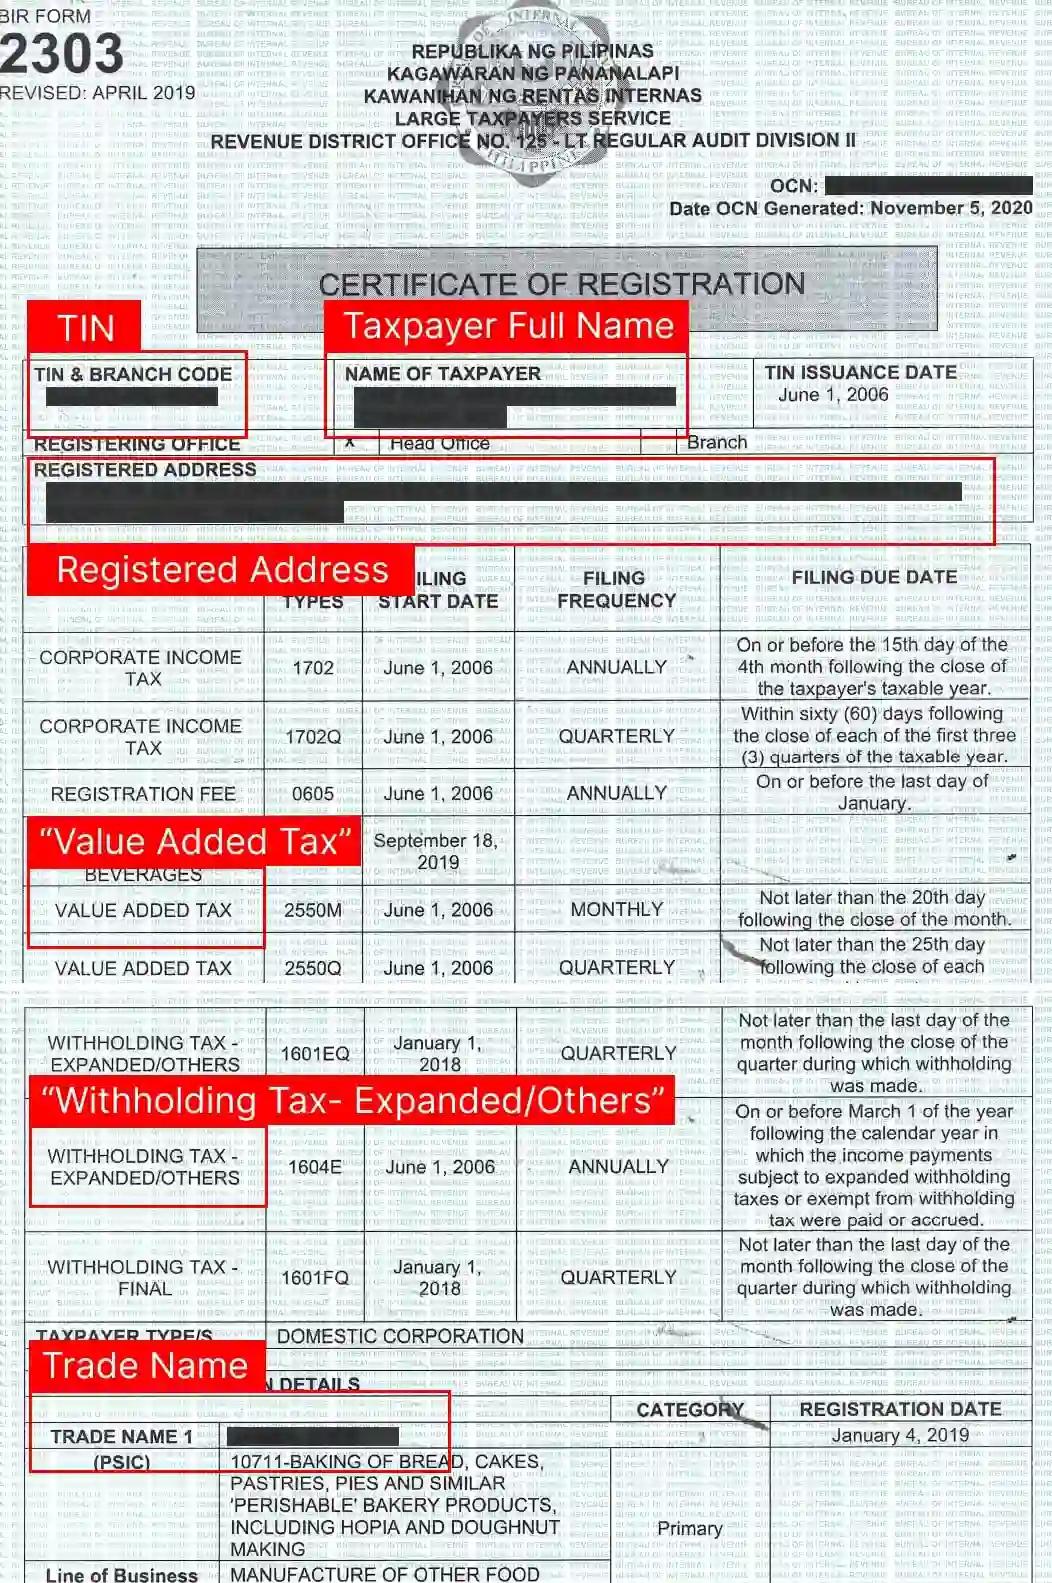 BIR FORM
2303
REVISED: APRIL 2019
REPUBLIKA NG PILIPINAS
KAGAWARAN NG PANANALAPI
KAWANIHAN NG RENTAS INTERNAS
LARGE TAXPAYERS SERVICE
REVENUE DISTRICT OFFICE NO. 125 - LT REGULAR AUDIT DIVISION II
OCN:
Date OCN Generated: November 5, 2020
CERTIFICATE OF REGISTRATION
TIN
Taxpayer Full Name
TIN & BRANCH CODE
NAME OF TAXPAYER
TIN ISSUANCE DATE
June 1, 2006
REGISTERING OFFICE X Head Office Branch
REGISTERED ADDRESS
Registered Address
TYPES
ILING START DATE
FILING FREQUENCY
FILING DUE DATE
CORPORATE INCOME TAX 1702 June 1, 2006 ANNUALLY On or before the 15th day of the 4th month following the close of the taxpayer's taxable year.
CORPORATE INCOME TAX 1702Q June 1, 2006 QUARTERLY Within sixty (60) days following the close of each of the first three (3) quarters of the taxable year.
REGISTRATION FEE 0605 June 1, 2006 ANNUALLY On or before the last day of January.
"Value Added Tax"
BEVERAGES September 18, 2019
VALUE ADDED TAX 2550M June 1, 2006 MONTHLY Not later than the 20th day following the close of the month.
VALUE ADDED TAX 2550Q June 1, 2006 QUARTERLY Not later than the 25th day following the close of each
WITHHOLDING TAX - EXPANDED/OTHERS 1601EQ January 1, 2018 QUARTERLY Not later than the last day of the month following the close of the quarter during which withholding was made.
"Withholding Tax- Expanded/Others"
WITHHOLDING TAX - EXPANDED/OTHERS 1604E June 1, 2006 ANNUALLY On or before March 1 of the year following the calendar year in which the income payments subject to expanded withholding taxes or exempt from withholding tax were paid or accrued.
WITHHOLDING TAX - FINAL 1601FQ January 1, 2018 QUARTERLY Not later than the last day of the month following the close of the quarter during which withholding was made.
TAXPAYER TYPE/S DOMESTIC CORPORATION
Trade Name
N DETAILS
CATEGORY REGISTRATION DATE
TRADE NAME 1 January 4, 2019
(PSIC) 10711-BAKING OF BREAD, CAKES,
PASTRIES, PIES AND SIMILAR
'PERISHABLE' BAKERY PRODUCTS,
INCLUDING HOPIA AND DOUGHNUT
MAKING
Primary
Line of Business MANUFACTURE OF OTHER FOOD